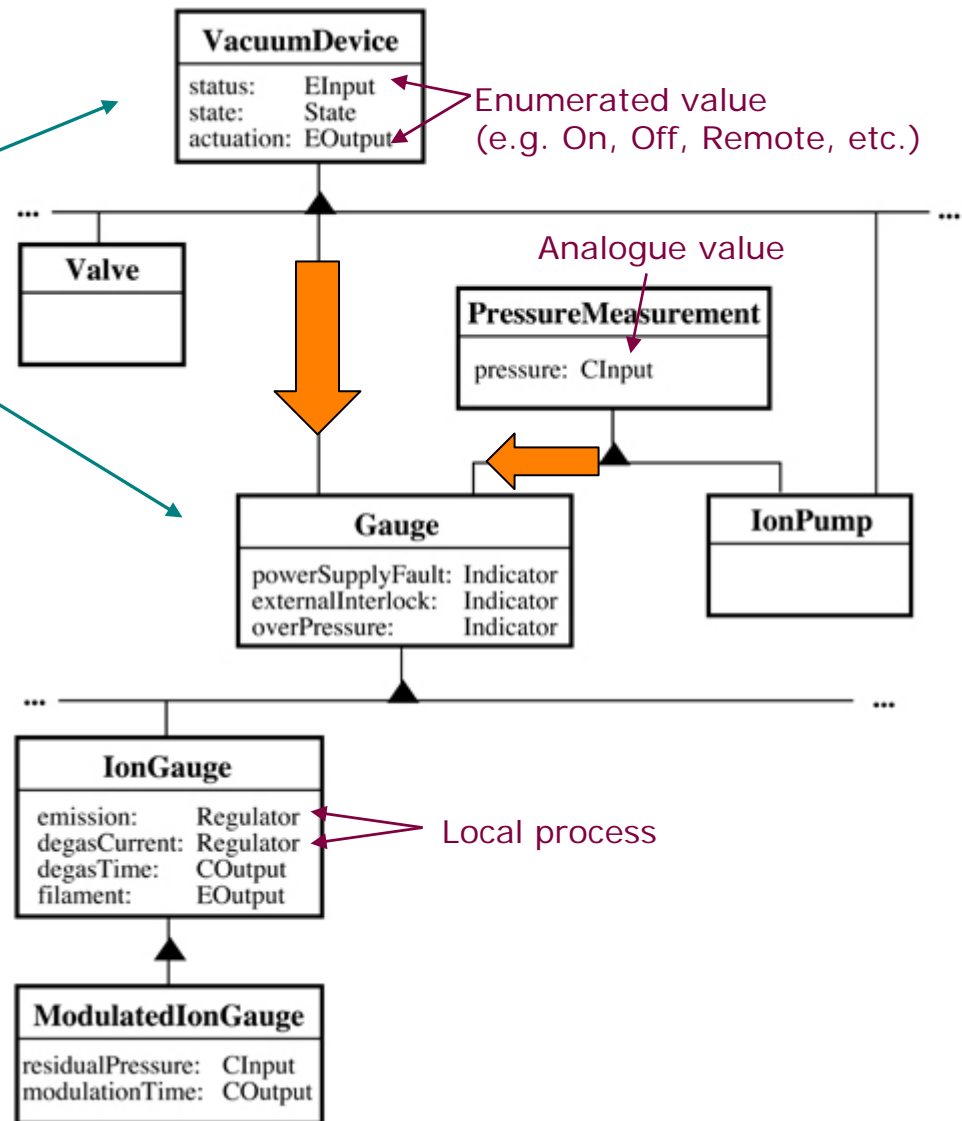 VacuumDevice
status: EInput
state: State
actuation: EOutput
Enumerated value
(e.g. On, Off, Remote, etc.)
... ...
Valve
Analogue value
PressureMeasurement
pressure: CInput
Gauge
powerSupplyFault: Indicator
externalInterlock: Indicator
overPressure: Indicator
IonPump
... ...
IonGauge
emission: Regulator
degasCurrent: Regulator
degasTime: COutput
filament: EOutput
Local process
ModulatedIonGauge
residualPressure: CInput
modulationTime: COutput